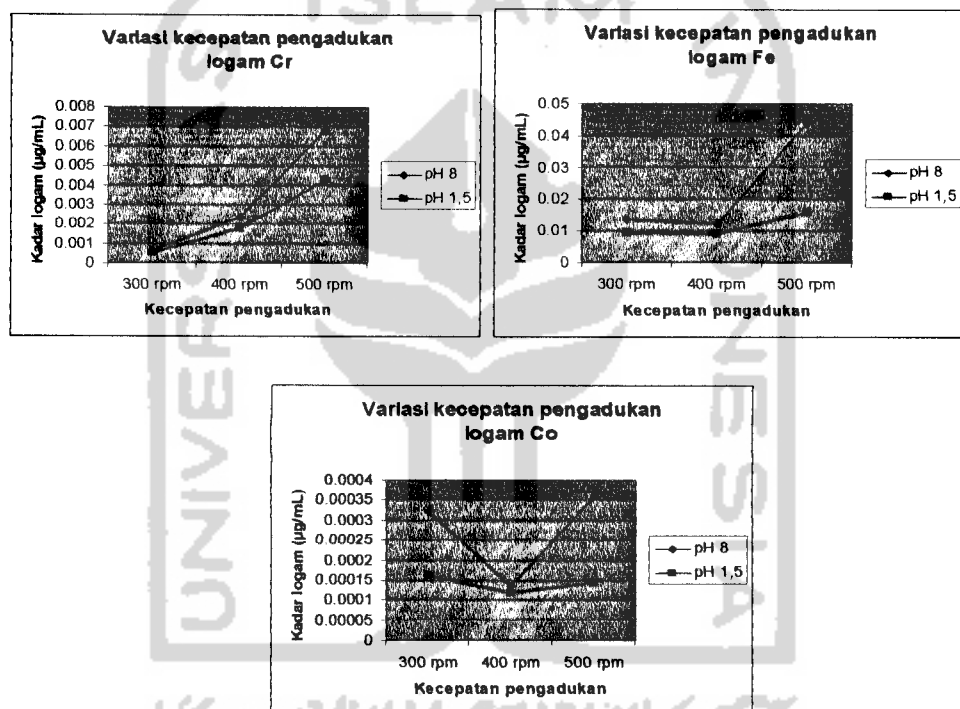 Variasi kecepatan pengadukan
logam Cr
Kadar logam (µg/mL)
0.008
0.007
0.006
0.005
0.004
0.003
0.002
0.001
0
300 rpm 400 rpm 500 rpm
Kecepatan pengadukan
pH 8
pH 1,5
Variasi kecepatan pengadukan
logam Fe
Kadar logam (µg/mL)
0.05
0.04
0.03
0.02
0.01
0
300 rpm 400 rpm 500 rpm
Kecepatan pengadukan
pH 8
pH 1,5
Variasi kecepatan pengadukan
logam Co
Kadar logam (µg/mL)
0.0004
0.00035
0.0003
0.00025
0.0002
0.00015
0.0001
0.00005
0
300 rpm 400 rpm 500 rpm
Kecepatan pengadukan
pH 8
pH 1,5
ISLAM
UNIVERSITAS
INDONESIA